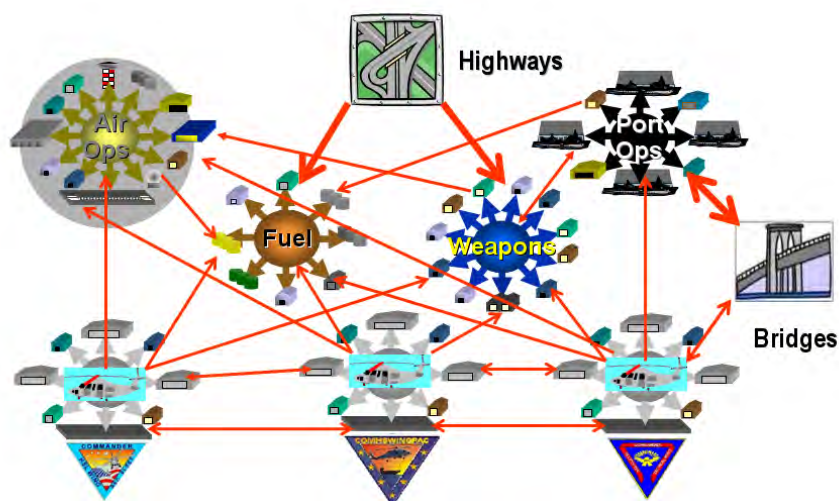 Highways
Air
Ops
Port
Ops
Fuel
Weapons
Bridges
COMMANDER
COMHSWINGPAC